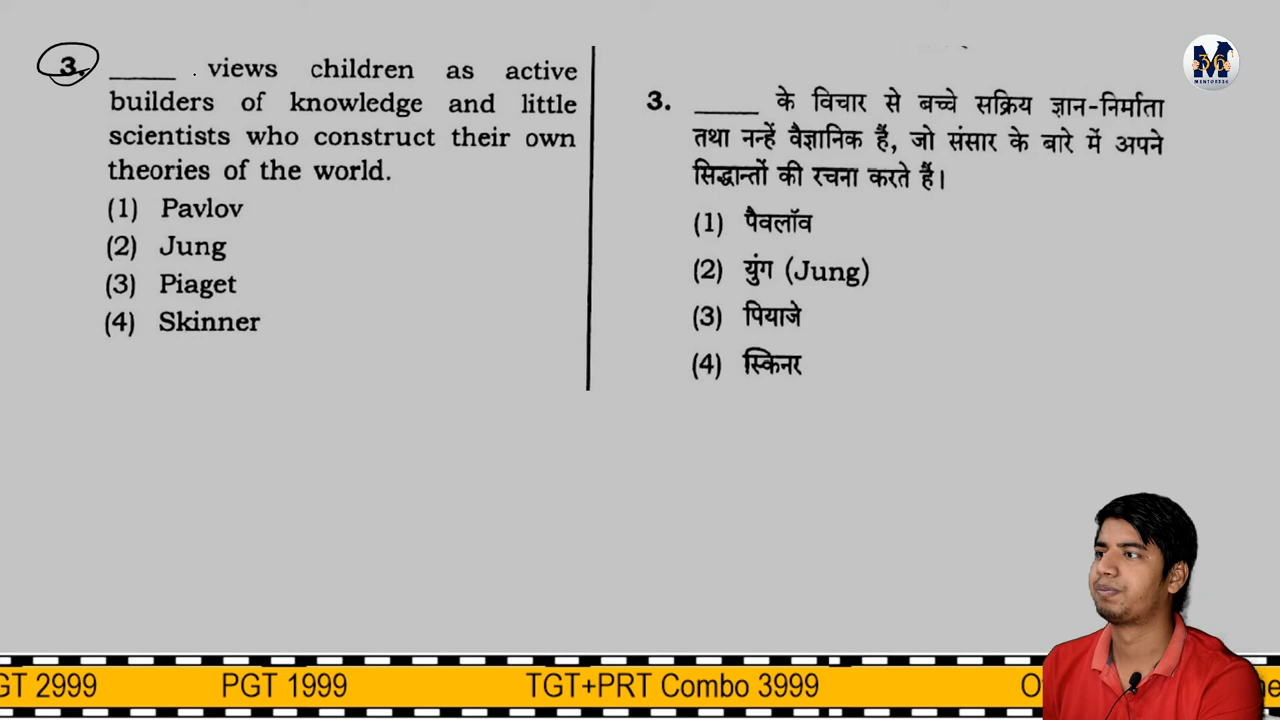 3. _____ views children as active
builders of knowledge and little
scientists who construct their own
theories of the world.
(1) Pavlov
(2) Jung
(3) Piaget
(4) Skinner
3. _____ के विचार से बच्चे सक्रिय ज्ञान-निर्माता
तथा नन्हें वैज्ञानिक हैं, जो संसार के बारे में अपने
सिद्धान्तों की रचना करते हैं।
(1) पैवलॉव
(2) युंग (Jung)
(3) पियाजे
(4) स्किनर
M
36
MENTORS36
GT 2999 PGT 1999 TGT+PRT Combo 3999 O